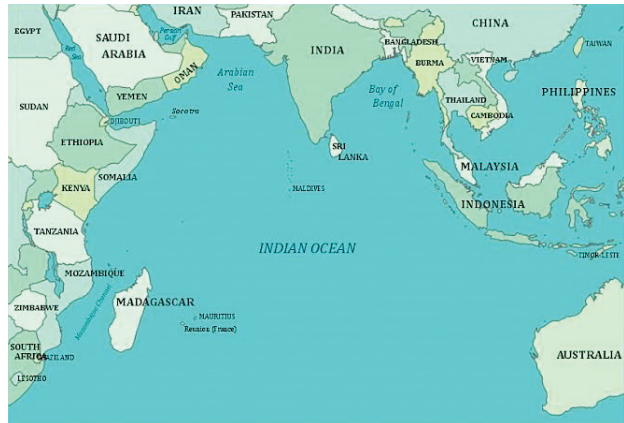 IRAN
PAKISTAN
CHINA
EGYPT
Persian
Gulf
SAUDI
ARABIA
Red
Sea
INDIA
BANGLADESH
TAIWAN
OMAN
Arabian
Sea
BURMA
VIETNAM
Bay of
Bengal
YEMEN
SUDAN
Socotra
THAILAND
PHILIPPINES
DJIBOUTI
CAMBODIA
ETHIOPIA
SRI
LANKA
SOMALIA
MALAYSIA
KENYA
MALDIVES
INDONESIA
TANZANIA
INDIAN OCEAN
TIMOR LESTE
MOZAMBIQUE
Mozambique Channel
MADAGASCAR
ZIMBABWE
MAURITIUS
Reunion (France)
SOUTH
AFRICA
SWAZILAND
AUSTRALIA
LESOTHO